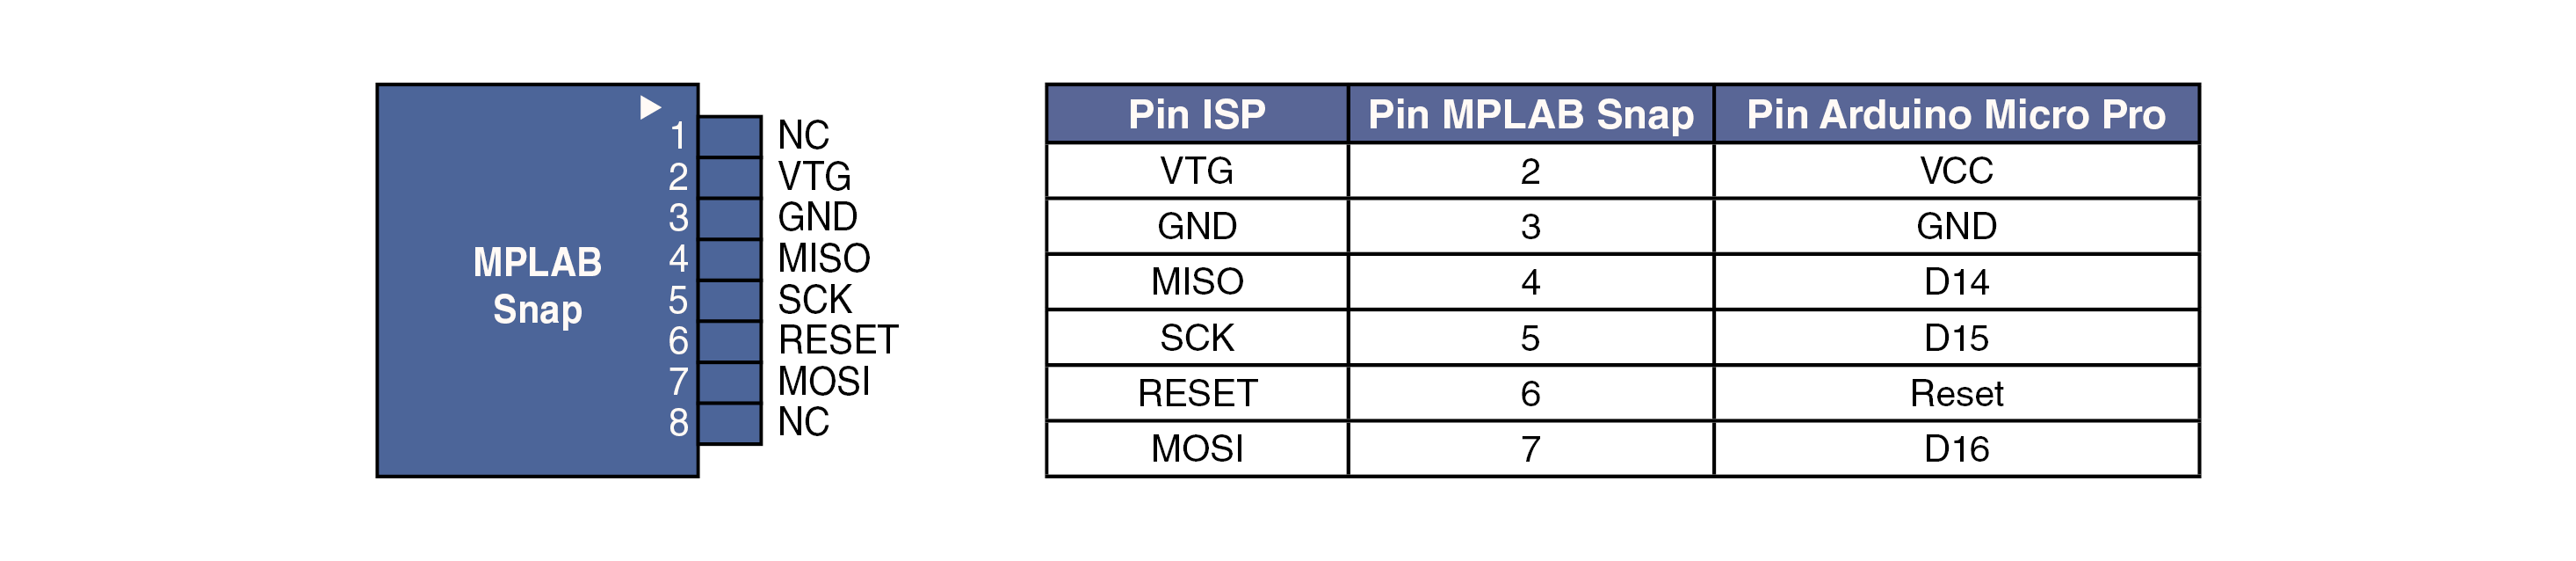 MPLAB
Snap
1 NC
2 VTG
3 GND
4 MISO
5 SCK
6 RESET
7 MOSI
8 NC
Pin ISP Pin MPLAB Snap Pin Arduino Micro Pro
VTG 2 VCC
GND 3 GND
MISO 4 D14
SCK 5 D15
RESET 6 Reset
MOSI 7 D16